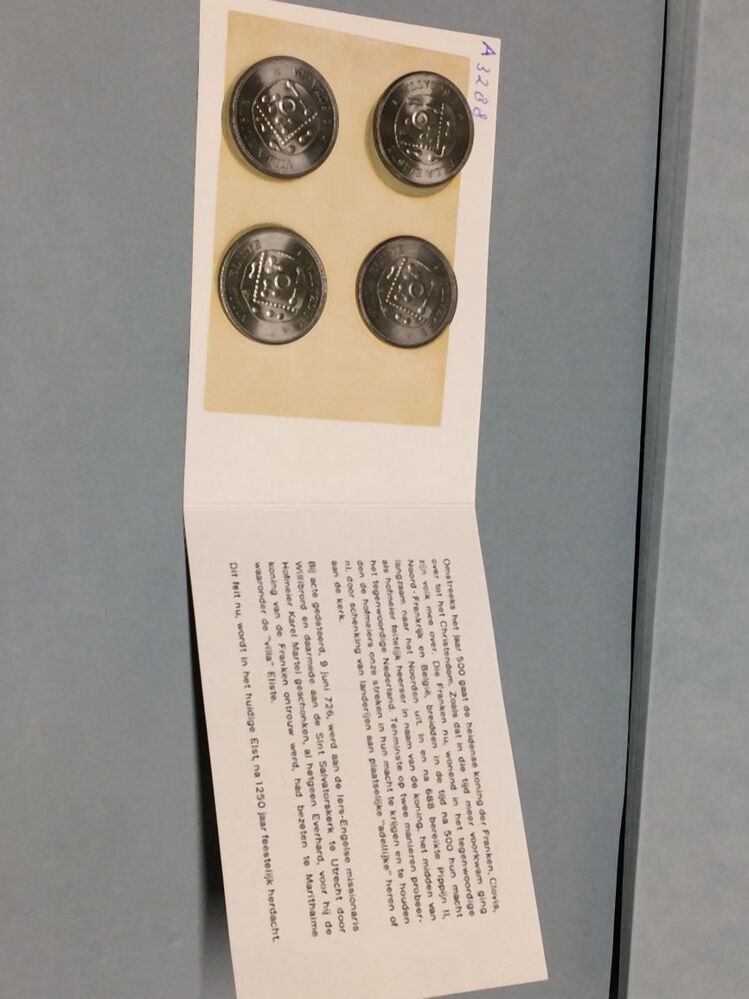 A 3288
Omstreeks het jaar 500 gaat de heidense koning der Franken, Clovis,
over tot het Christendom. Zoals dat in die tijd meer voorkwam ging
zijn volk mee over. Die Franken nu, wonend in het tegenwoordige
Noord-Frankrijk en België, breidden in de tijd na 500 hun macht
langzaam naar het Noorden uit. In en na 688 bereikte Pippijn II,
als hofmeier feitelijk heerser in naam van de koning, het midden van
het tegenwoordige Nederland. Tenminste op twee manieren probeer-
den de hofmeiers onze streken in hun macht te krijgen en te houden
nl. door schenking van landerijen aan plaatselijke "adellijke" heren of
aan de kerk.
Bij acte gedateerd, 9 juni 726, werd aan de Iers-Engelse missionaris
Willibrord en daarmede aan de Sint Salvatorskerk te Utrecht door
Hofmeier Karel Martel geschonken, al hetgeen Everhard, voor hij de
koning van de Franken ontrouw werd, had bezeten te Marithaime
waaronder de "villa" Eliste.
Dit feit nu, wordt in het huidige Elst, na 1250 jaar feestelijk herdacht.